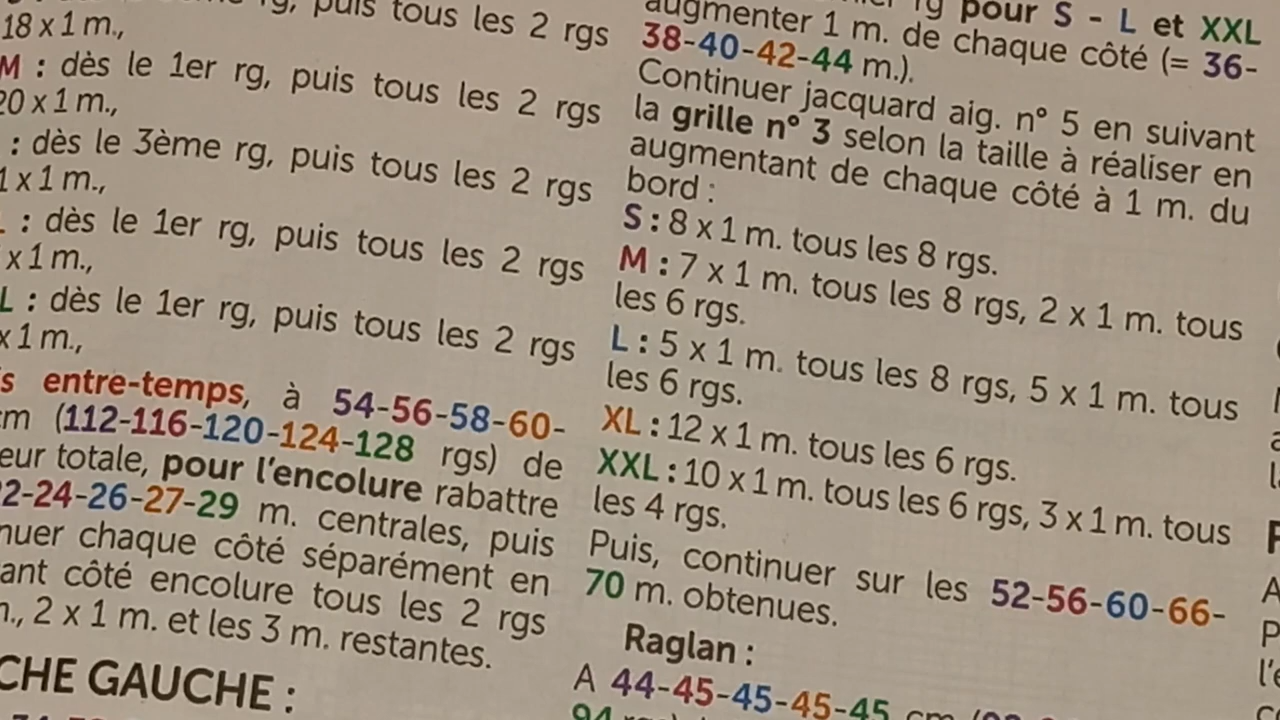 puis tous les 2 rgs
18 x 1 m.,
M : dès le 1er rg, puis tous les 2 rgs
20 x 1 m.,
: dès le 3ème rg, puis tous les 2 rgs
1 x 1 m.,
: dès le 1er rg, puis tous les 2 rgs
x 1 m.,
L : dès le 1er rg, puis tous les 2 rgs
x 1 m.,
s entre-temps, à 54-56-58-60-
cm (112-116-120-124-128 rgs) de
eur totale, pour l'encolure rabattre
22-24-26-27-29 m. centrales, puis
nuer chaque côté séparément en
ant côté encolure tous les 2 rgs
2 x 1 m. et les 3 m. restantes.
CHE GAUCHE :
rg pour S - L et XXL
augmenter 1 m. de chaque côté (= 36-
38-40-42-44 m.).
Continuer jacquard aig. n° 5 en suivant
la grille n° 3 selon la taille à réaliser en
augmentant de chaque côté à 1 m. du
bord :
S : 8 x 1 m. tous les 8 rgs.
M : 7 x 1 m. tous les 8 rgs, 2 x 1 m. tous
les 6 rgs.
L : 5 x 1 m. tous les 8 rgs, 5 x 1 m. tous
les 6 rgs.
XL : 12 x 1 m. tous les 6 rgs.
XXL : 10 x 1 m. tous les 6 rgs, 3 x 1 m. tous
les 4 rgs.
Puis, continuer sur les 52-56-60-66-
70 m. obtenues.
Raglan :
A 44-45-45-45-45 cm